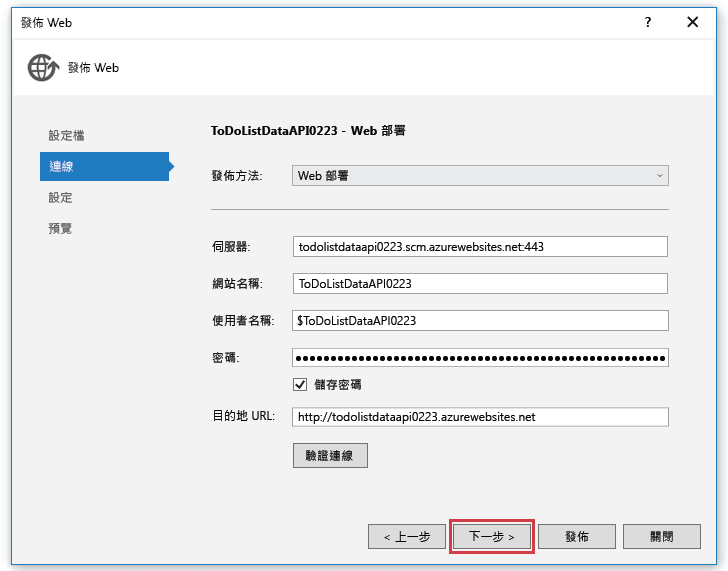 發佈 Web
?
發佈 Web
設定檔
連線
設定
預覽
ToDoListDataAPI0223 - Web 部署
發佈方法: Web 部署
伺服器: todolistdataapi0223.scm.azurewebsites.net:443
網站名稱: ToDoListDataAPI0223
使用者名稱: $ToDoListDataAPI0223
密碼:
儲存密碼
目的地 URL: http://todolistdataapi0223.azurewebsites.net
驗證連線
< 上一步 下一步 > 發佈 關閉